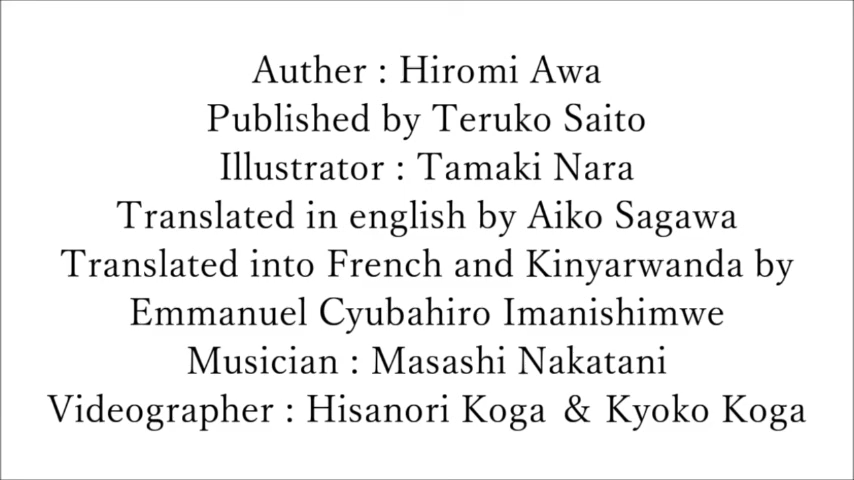 Auther : Hiromi Awa
Published by Teruko Saito
Illustrator : Tamaki Nara
Translated in english by Aiko Sagawa
Translated into French and Kinyarwanda by
Emmanuel Cyubahiro Imanishimwe
Musician : Masashi Nakatani
Videographer : Hisanori Koga & Kyoko Koga